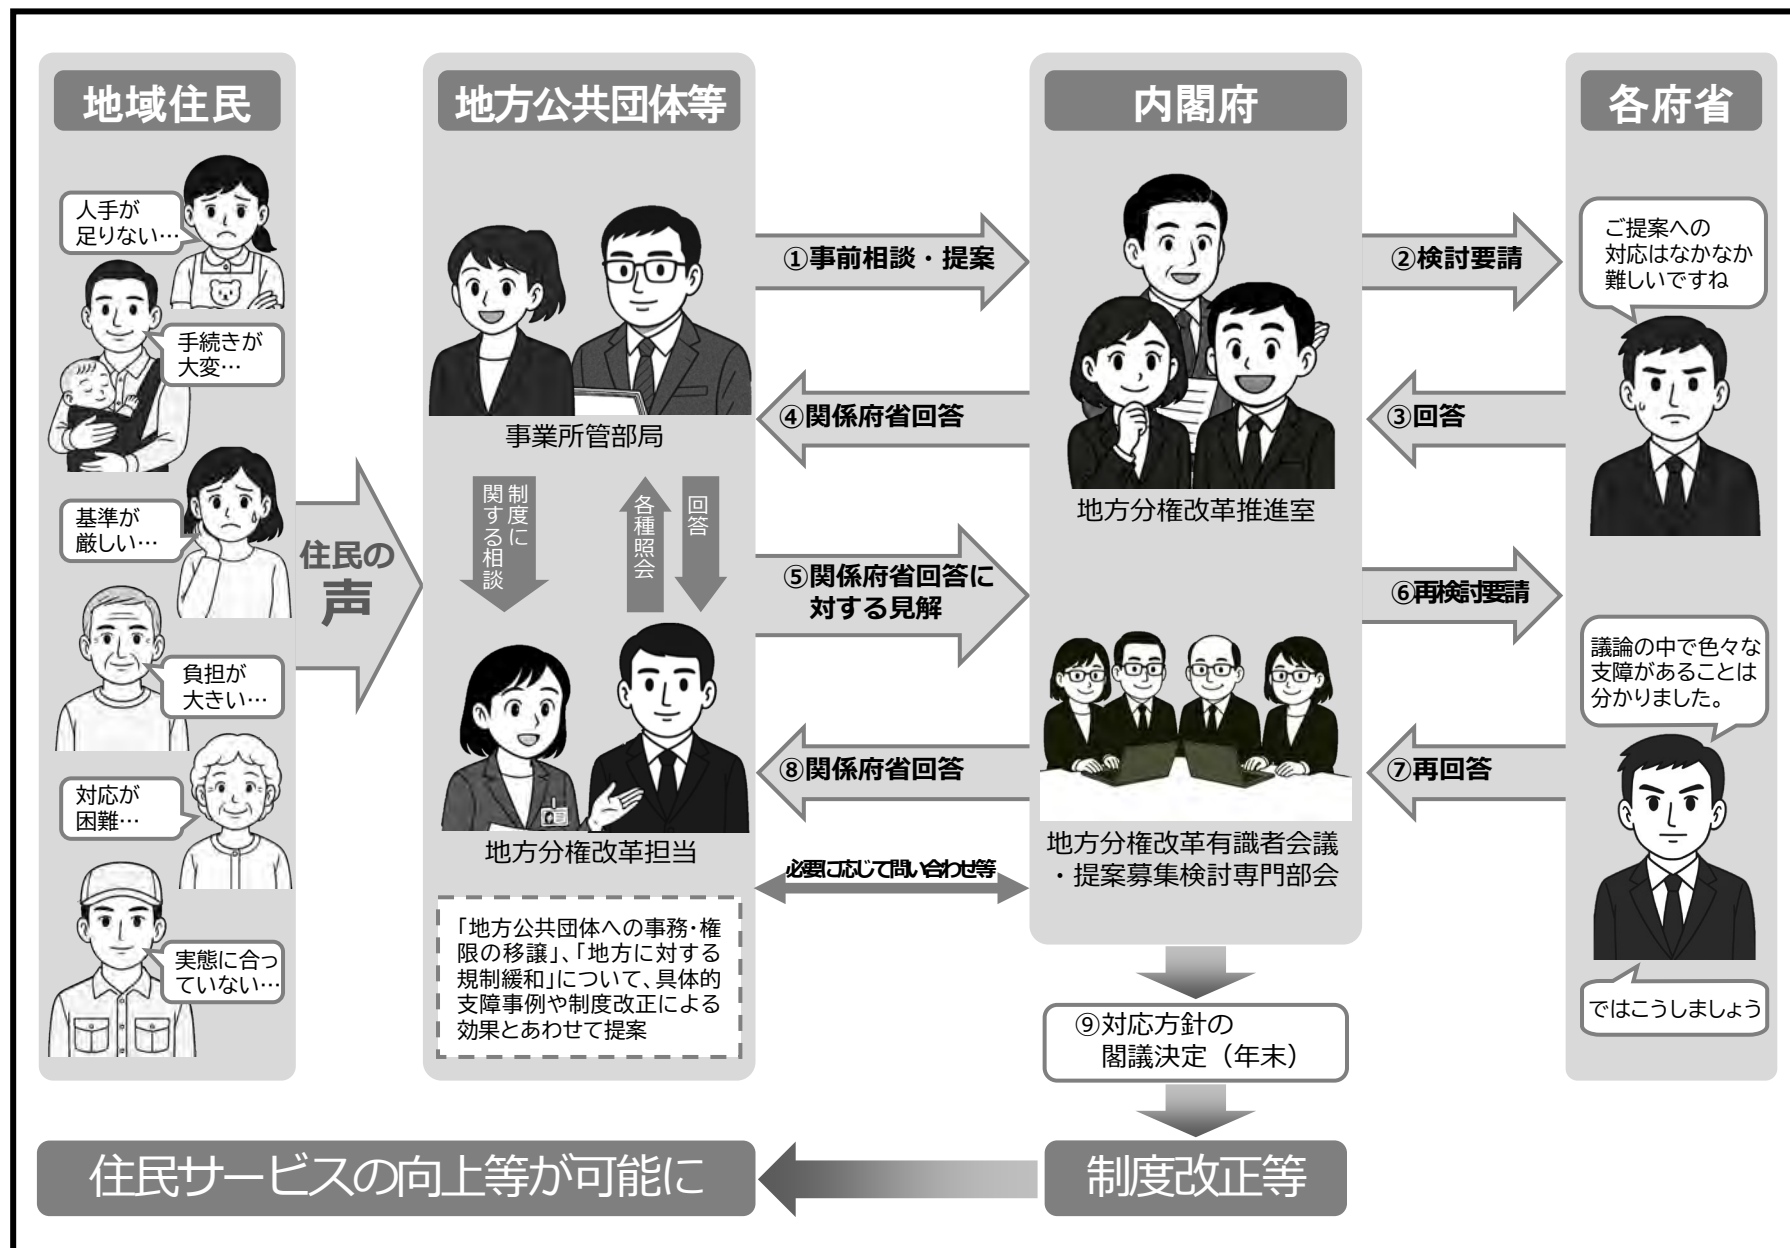 地域住民
人手が
足りない…
手続きが
大変…
基準が
厳しい…
負担が
大きい…
対応が
困難…
実態に合っ
ていない…
住民の
声
地方公共団体等
事業所管部局
制度に
関する相談
各種照会
回答
地方分権改革担当
「地方公共団体への事務・権
限の移譲」、「地方に対する
規制緩和」について、具体的
支障事例や制度改正による
効果とあわせて提案
①事前相談・提案
④関係府省回答
⑤関係府省回答に
対する見解
⑧関係府省回答
必要に応じて問い合わせ等
内閣府
地方分権改革推進室
地方分権改革有識者会議
・提案募集検討専門部会
②検討要請
③回答
⑥再検討要請
⑦再回答
各府省
ご提案への
対応はなかなか
難しいですね
議論の中で色々な
支障があることは
分かりました。
ではこうしましょう
⑨対応方針の
閣議決定（年末）
制度改正等
住民サービスの向上等が可能に